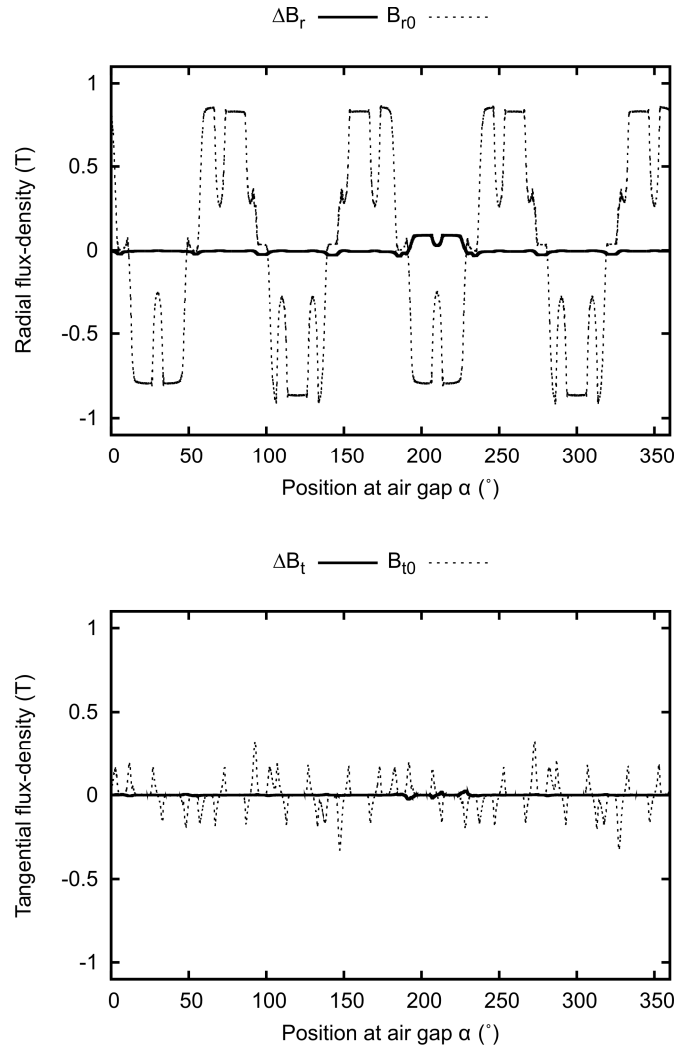 ΔB_r B_r0
1
0.5
0
-0.5
-1
0 50 100 150 200 250 300 350
Radial flux-density (T)
Position at air gap α (°)
ΔB_t B_t0
1
0.5
0
-0.5
-1
0 50 100 150 200 250 300 350
Tangential flux-density (T)
Position at air gap α (°)